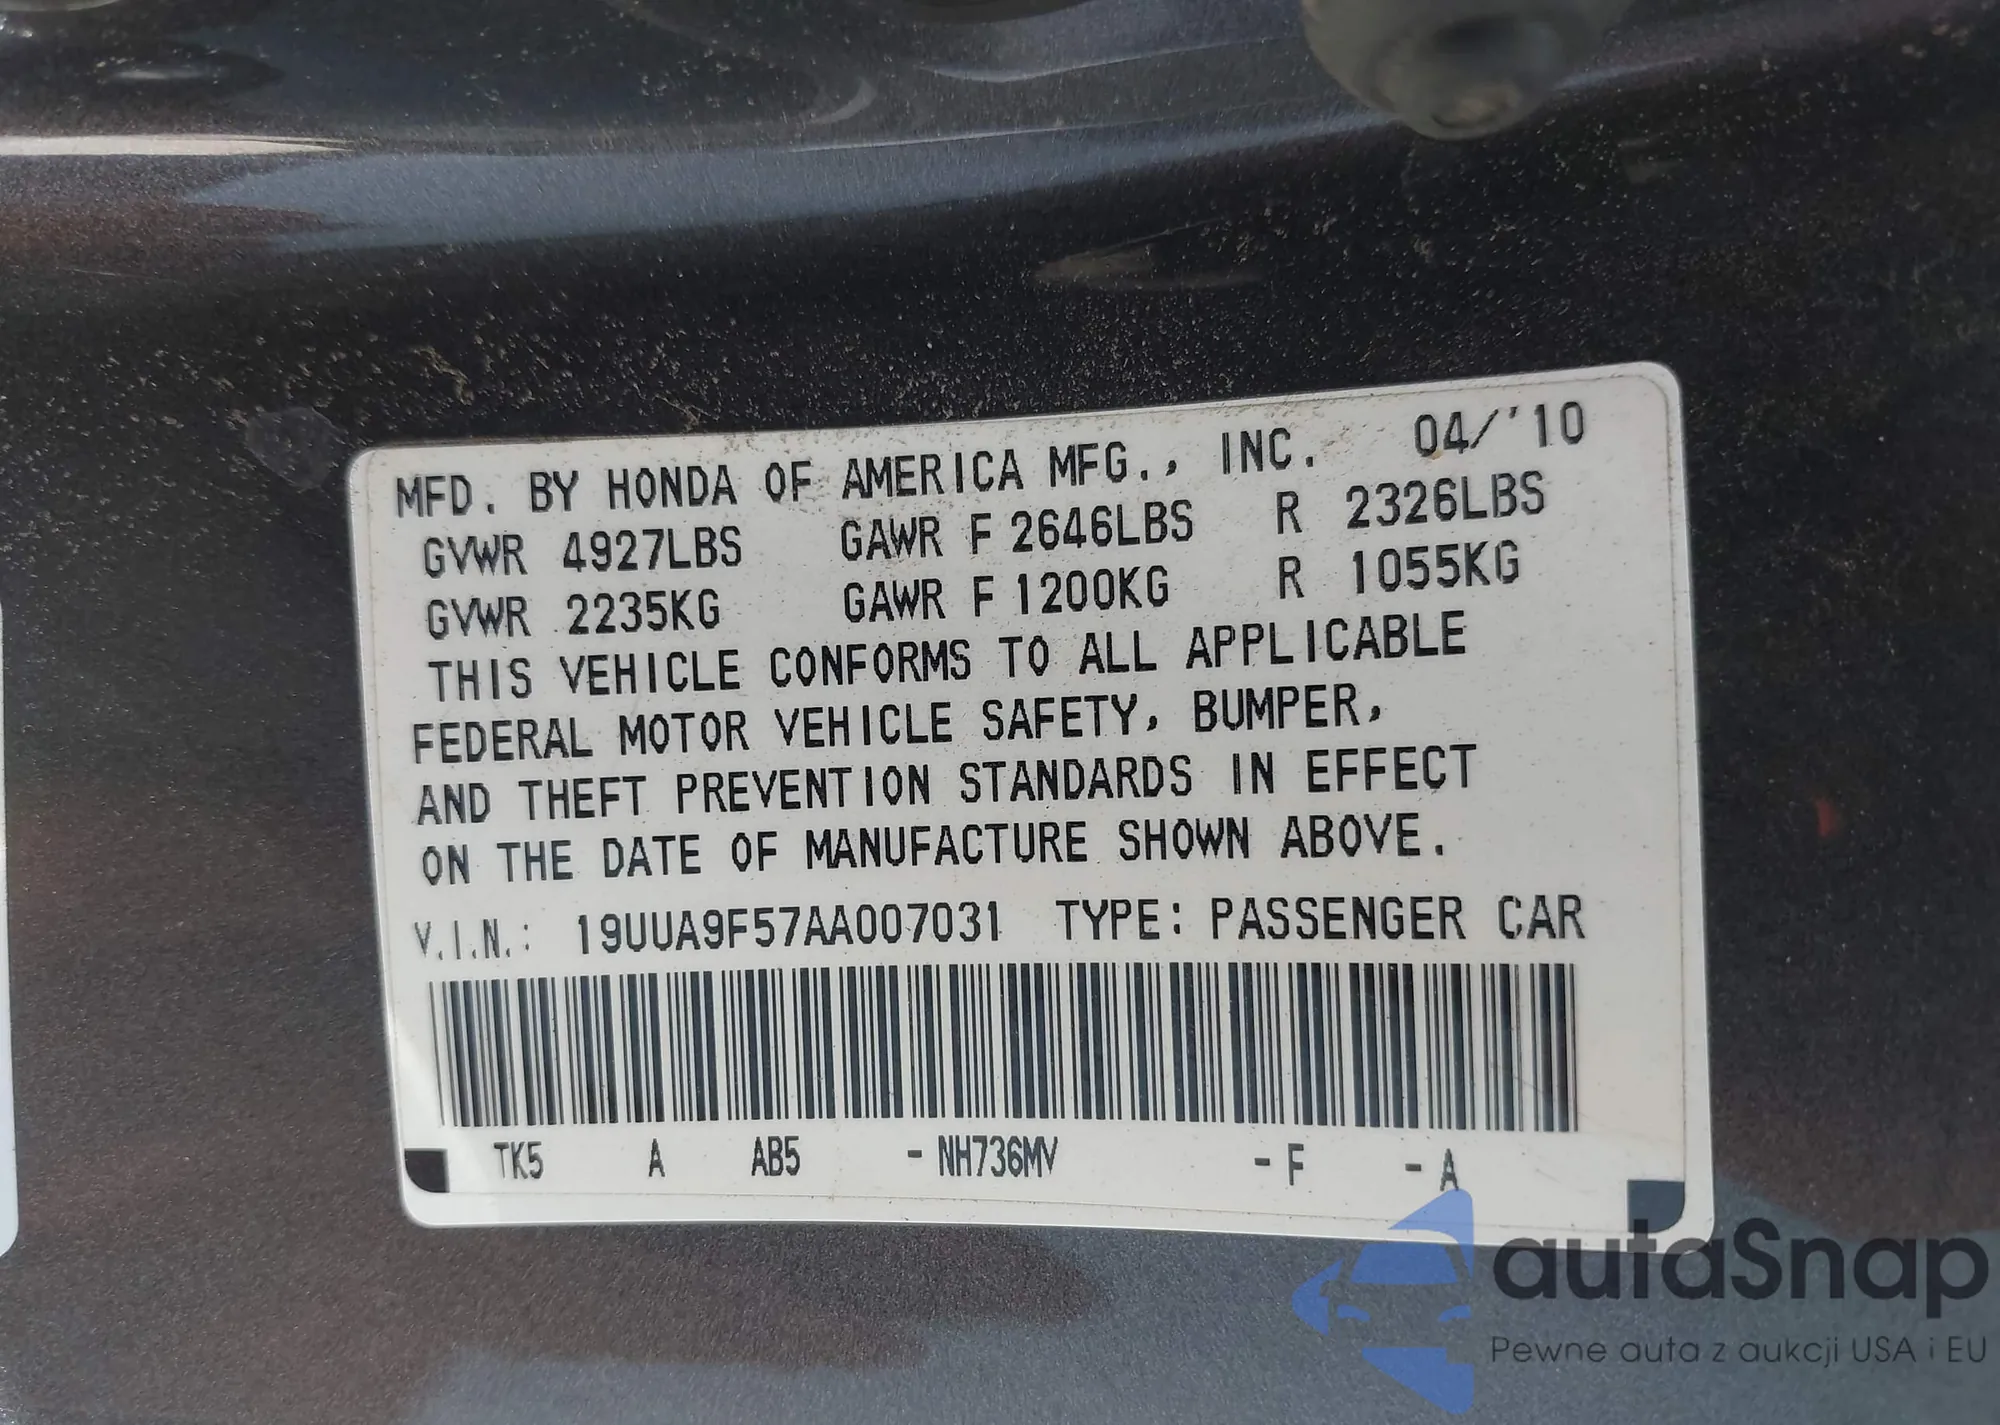 MFD. BY HONDA OF AMERICA MFG., INC. 04/'10
GVWR 4927LBS GAWR F 2646LBS R 2326LBS
GVWR 2235KG GAWR F 1200KG R 1055KG
THIS VEHICLE CONFORMS TO ALL APPLICABLE
FEDERAL MOTOR VEHICLE SAFETY, BUMPER,
AND THEFT PREVENTION STANDARDS IN EFFECT
ON THE DATE OF MANUFACTURE SHOWN ABOVE.
V.I.N.: 19UUA9F57AA007031 TYPE: PASSENGER CAR
TK5 A AB5 - NH736MV - F - A
autaSnap
Pewne auta z aukcji USA i EU